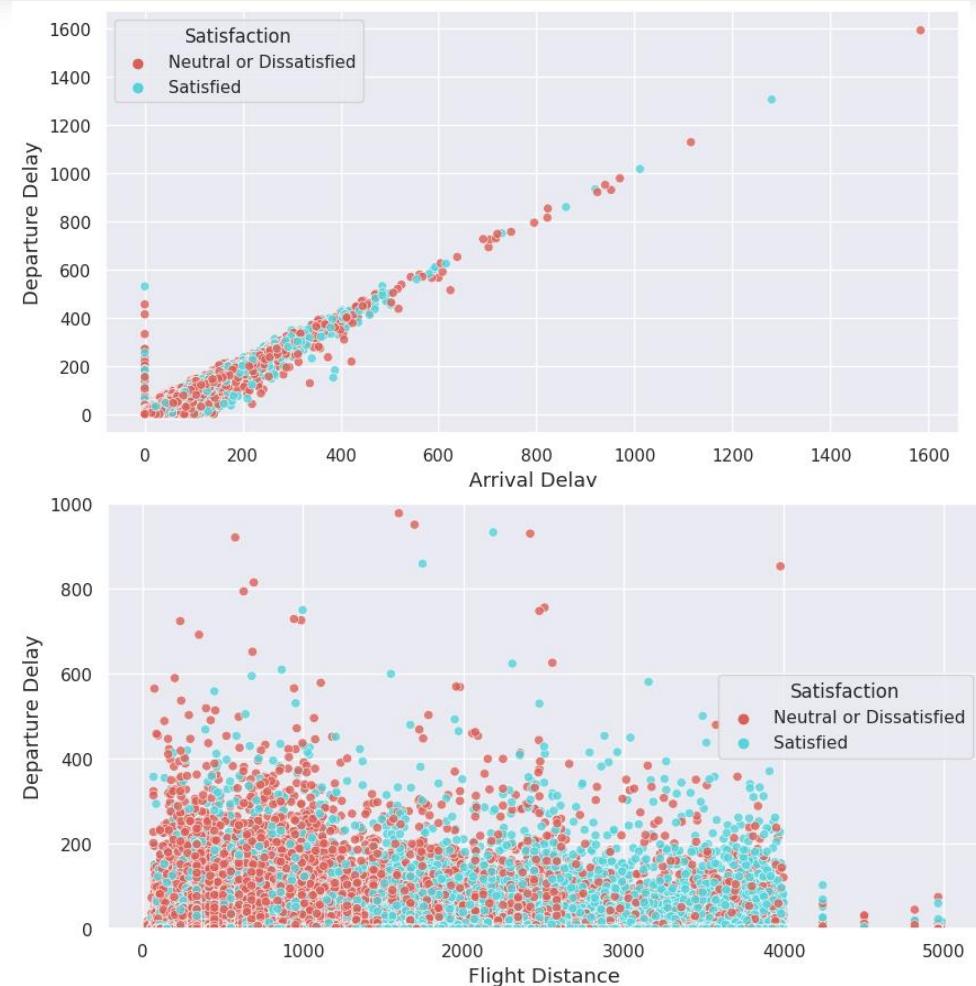 1600
1400
1200
1000
800
600
400
200
0
Departure Delay
Satisfaction
Neutral or Dissatisfied
Satisfied
0 200 400 600 800 1000 1200 1400 1600
Arrival Delay
1000
800
600
400
200
0
Departure Delay
Satisfaction
Neutral or Dissatisfied
Satisfied
0 1000 2000 3000 4000 5000
Flight Distance